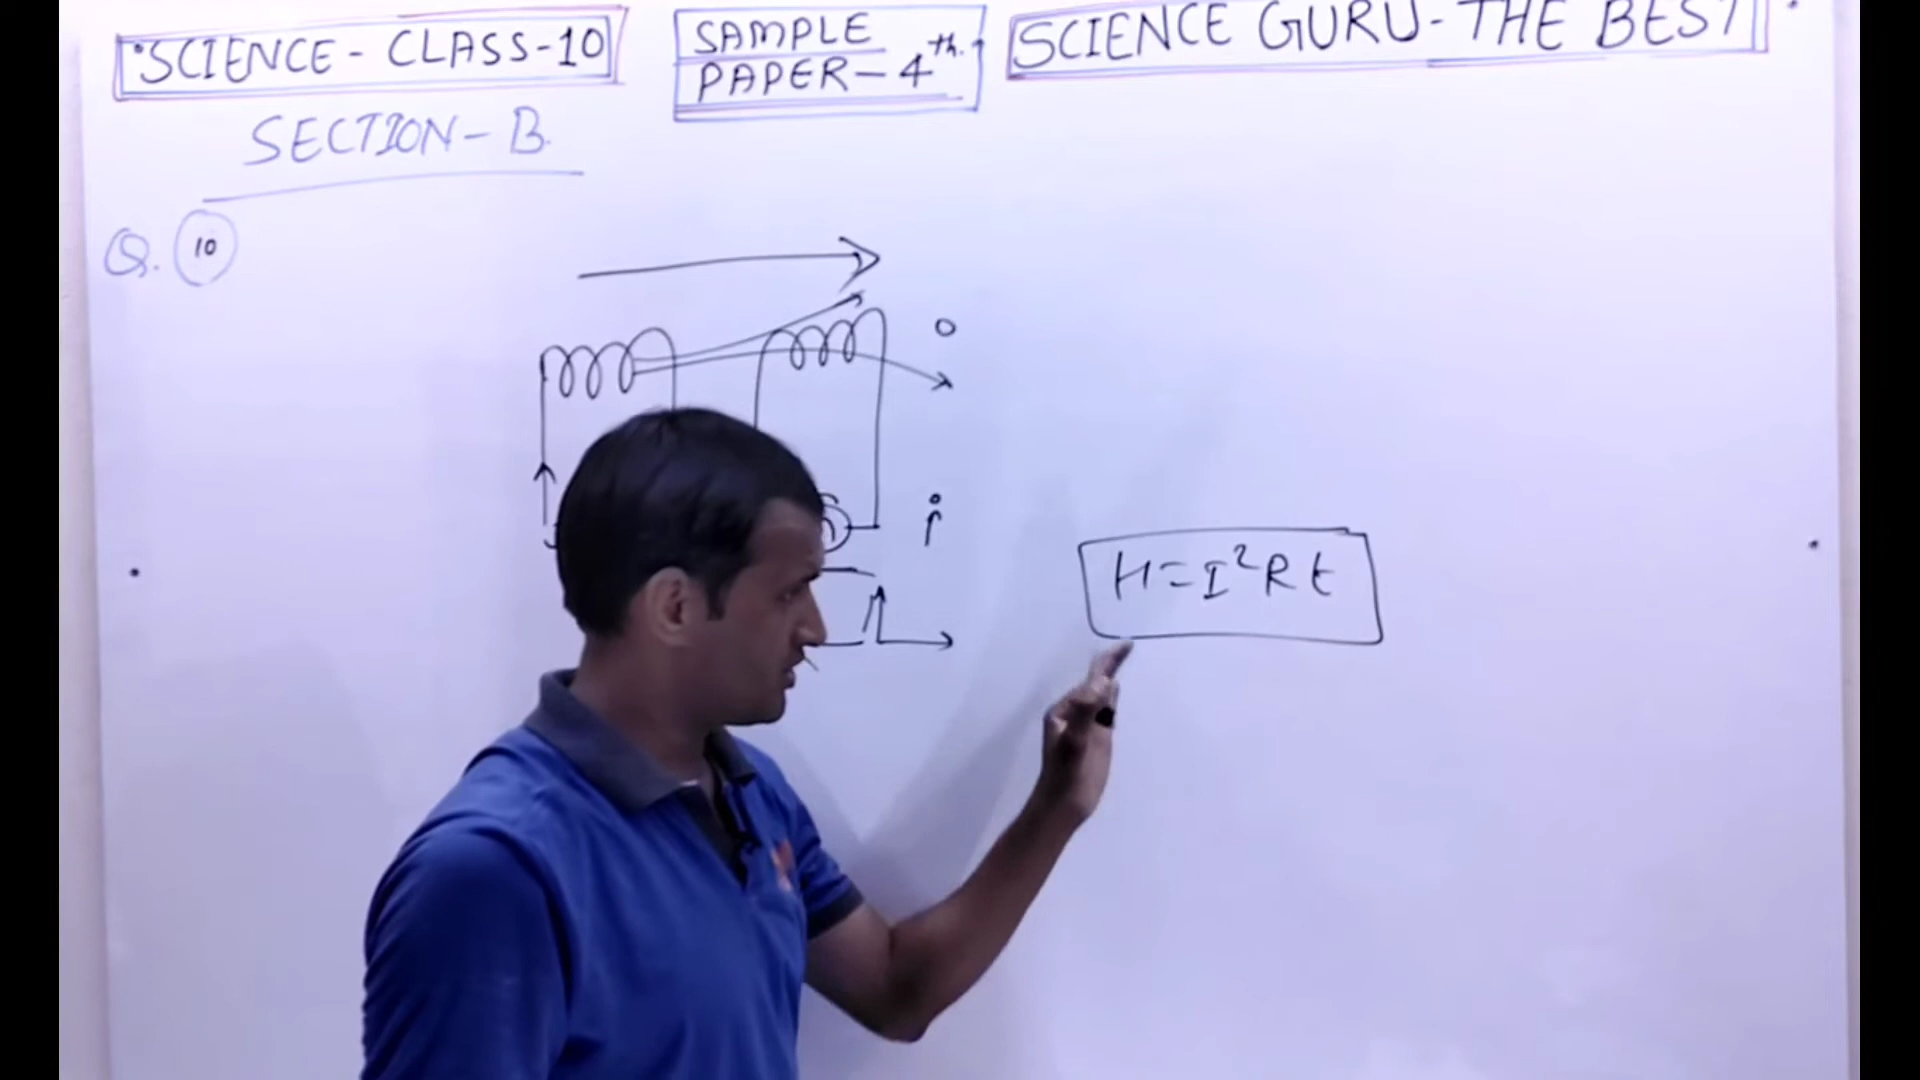 SCIENCE - CLASS-10
SAMPLE
PAPER - 4th.
SCIENCE GURU - THE BEST
SECTION - B.
Q. 10
o
i
H = I²Rt